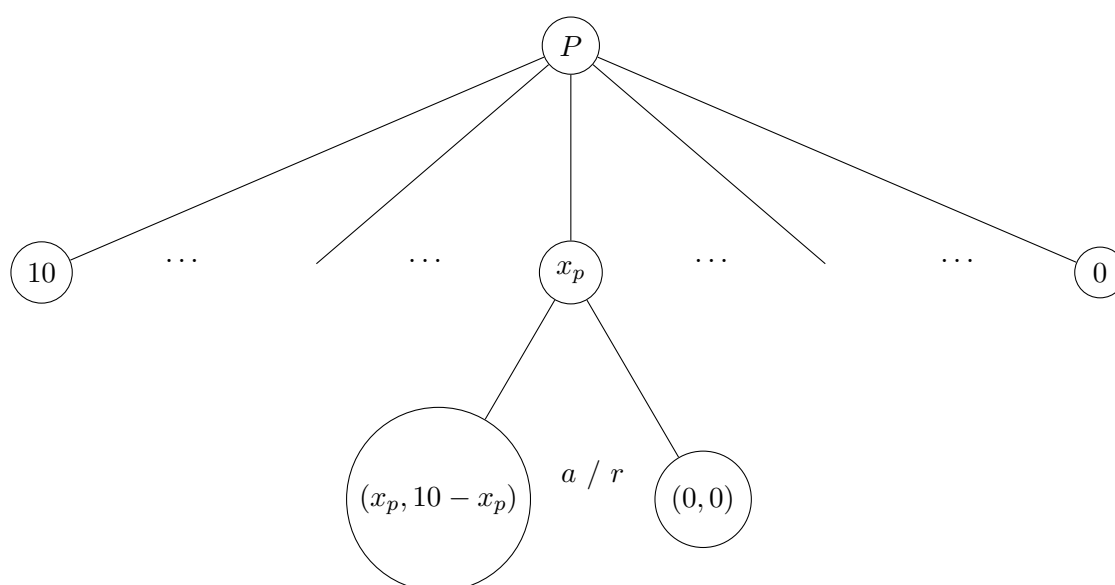 P
10 … … x_p … … 0
a / r
(x_p, 10 − x_p) (0, 0)